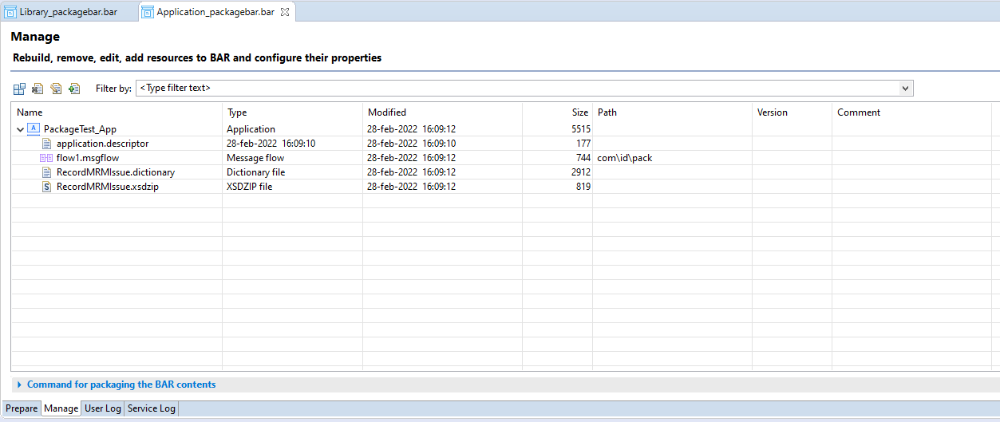 Library_packagebar.bar Application_packagebar.bar
Manage
Rebuild, remove, edit, add resources to BAR and configure their properties
Filter by: <Type filter text>
Name Type Modified Size Path Version Comment
A PackageTest_App Application 28-feb-2022 16:09:12 5515
application.descriptor 28-feb-2022 16:09:10 28-feb-2022 16:09:10 177
flow1.msgflow Message flow 28-feb-2022 16:09:12 744 com\id\pack
RecordMRMIssue.dictionary Dictionary file 28-feb-2022 16:09:12 2912
S RecordMRMIssue.xsdzip XSDZIP file 28-feb-2022 16:09:12 819
Command for packaging the BAR contents
Prepare Manage User Log Service Log